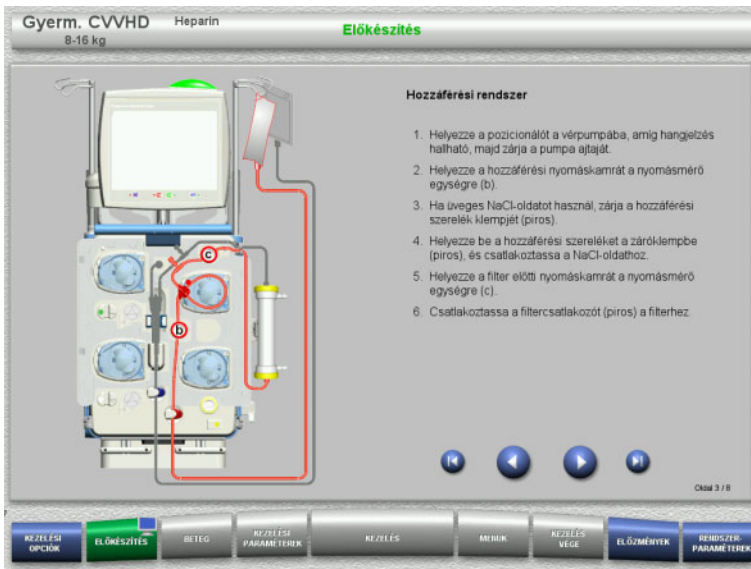 Gyerm. CVVHD Heparin
8-16 kg
Előkészítés
Hozzáférési rendszer
1. Helyezze a pozicionálót a vérpumpába, amíg hangjelzés
hallható, majd zárja a pumpa ajtaját.
2. Helyezze a hozzáférési nyomáskamrát a nyomásmérő
egységre (b).
3. Ha üveges NaCl-oldatot használ, zárja a hozzáférési
szerelék klempjét (piros).
4. Helyezze be a hozzáférési szereléket a záróklempbe
(piros), és csatlakoztassa a NaCl-oldathoz.
5. Helyezze a filter előtti nyomáskamrát a nyomásmérő
egységre (c).
6. Csatlakoztassa a filtercsatlakozót (piros) a filterhez.
c
b
Oldal 3 / 8
KEZELÉSI
OPCIÓK
ELŐKÉSZÍTÉS
BETEG
KEZELÉSI
PARAMÉTEREK
KEZELÉS
MENÜK
KEZELÉS
VÉGE
ELŐZMÉNYEK
RENDSZER-
PARAMÉTEREK